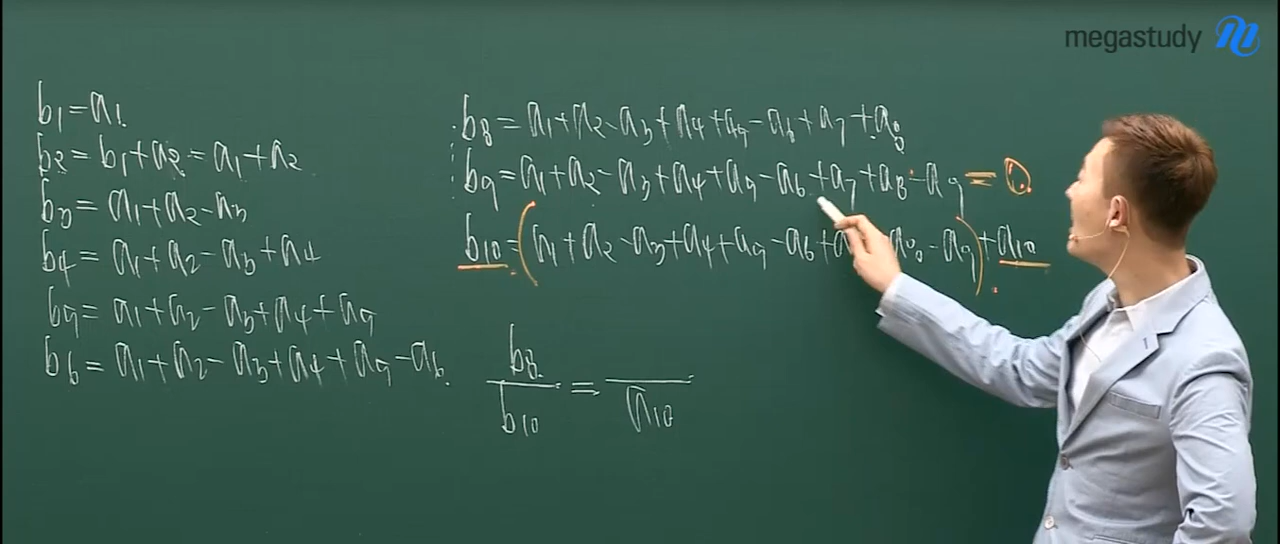 megastudy
b₁ = a₁.
b₂ = b₁ + a₂ = a₁ + a₂
b₃ = a₁ + a₂ - a₃
b₄ = a₁ + a₂ - a₃ + a₄
b₅ = a₁ + a₂ - a₃ + a₄ + a₅
b₆ = a₁ + a₂ - a₃ + a₄ + a₅ - a₆.
b₈ = a₁ + a₂ - a₃ + a₄ + a₅ - a₆ + a₇ + a₈
b₉ = a₁ + a₂ - a₃ + a₄ + a₅ - a₆ + a₇ + a₈ - a₉ = 0.
b₁₀ = (a₁ + a₂ - a₃ + a₄ + a₅ - a₆ + a a₈ - a₉) + a₁₀
b₈
b₁₀ =
a₁₀